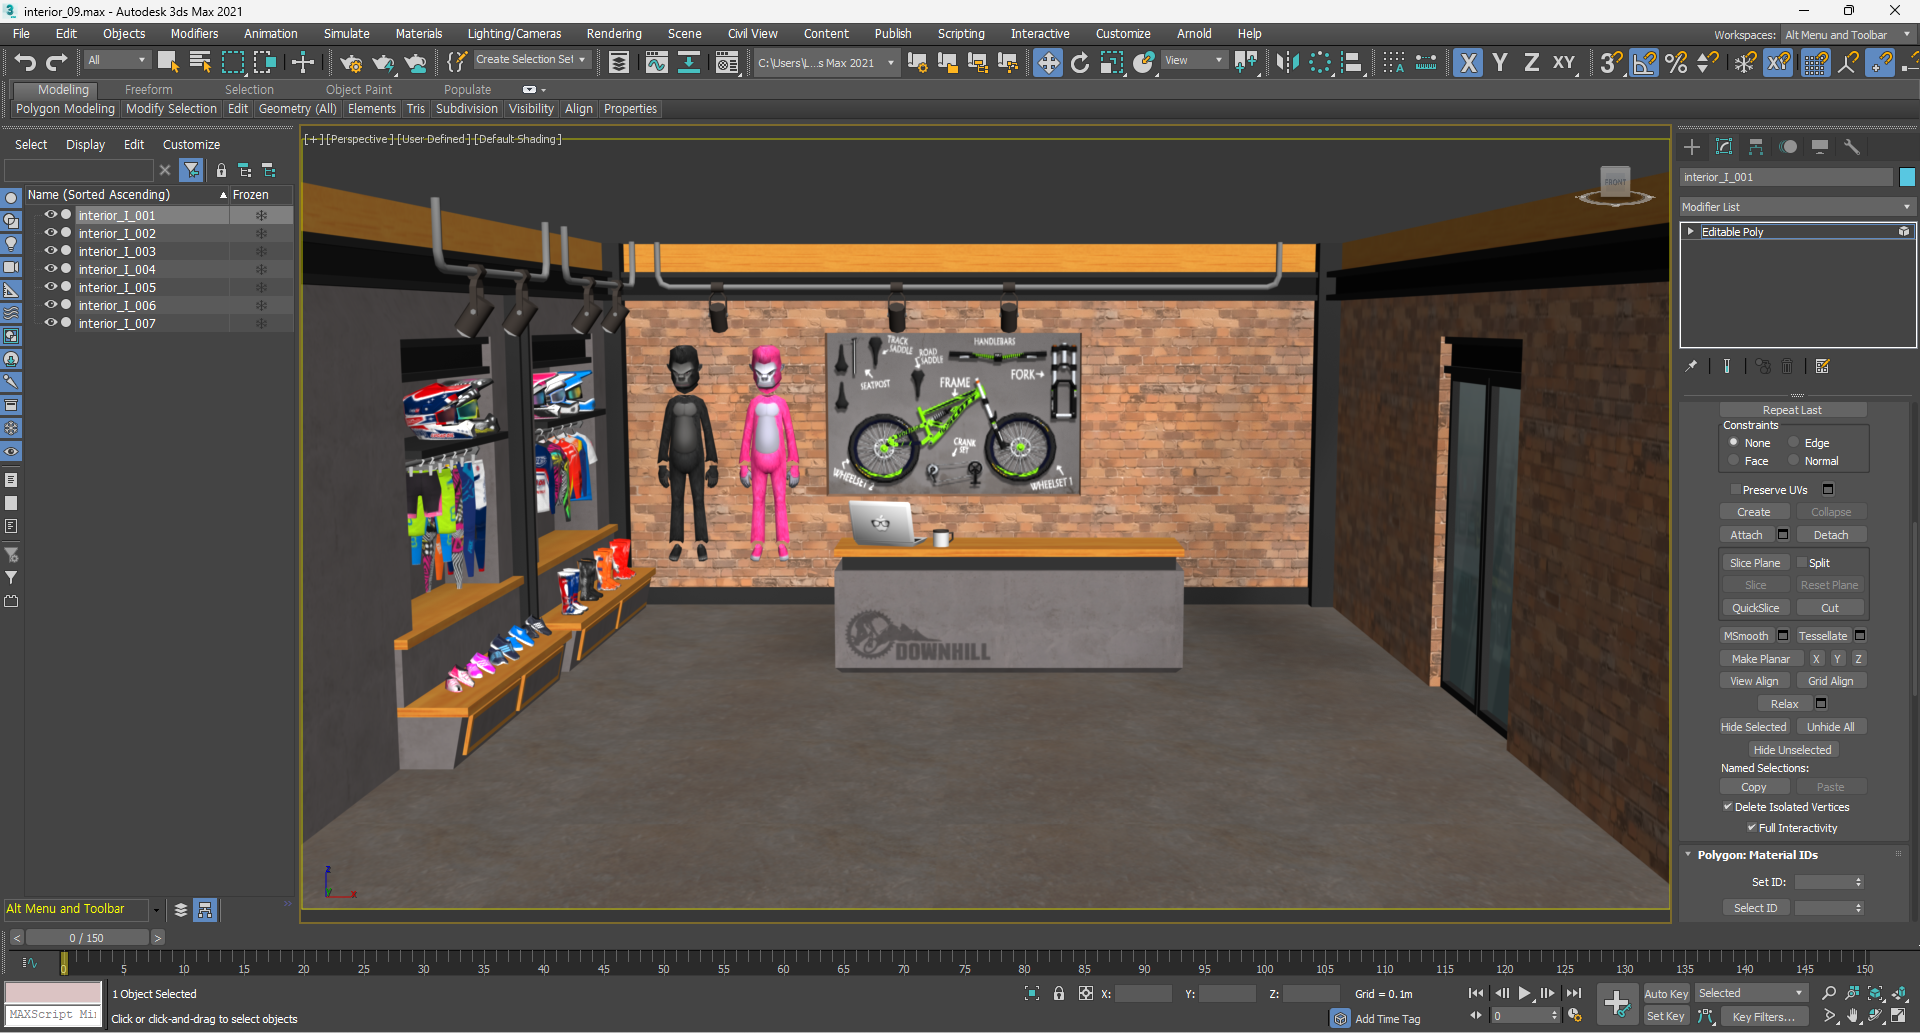 interior_09.max - Autodesk 3ds Max 2021
File Edit Objects Modifiers Animation Simulate Materials Lighting/Cameras Rendering Scene Civil View Content Publish Scripting Interactive Customize Arnold Help
Workspaces: Alt Menu and Toolbar
All
Create Selection Set
C:\Users\L...s Max 2021
View
X Y Z XY
Modeling Freeform Selection Object Paint Populate
Polygon Modeling Modify Selection Edit Geometry (All) Elements Tris Subdivision Visibility Align Properties
Select Display Edit Customize
Name (Sorted Ascending) Frozen
interior_I_001
interior_I_002
interior_I_003
interior_I_004
interior_I_005
interior_I_006
interior_I_007
[+] [Perspective] [User Defined] [Default Shading]
FRONT
TRACK SADDLE
ROAD SADDLE
HANDLEBARS
SEATPOST
FRAME
FORK
CRANK SET
WHEELSET 2
WHEELSET 1
DOWNHILL
interior_I_001
Modifier List
Editable Poly
Repeat Last
Constraints
None Edge
Face Normal
Preserve UVs
Create Collapse
Attach Detach
Slice Plane Split
Slice Reset Plane
QuickSlice Cut
MSmooth Tessellate
Make Planar X Y Z
View Align Grid Align
Relax
Hide Selected Unhide All
Hide Unselected
Named Selections:
Copy Paste
Delete Isolated Vertices
Full Interactivity
Polygon: Material IDs
Set ID:
Select ID
Alt Menu and Toolbar
< 0 / 150 >
0 5 10 15 20 25 30 35 40 45 50 55 60 65 70 75 80 85 90 95 100 105 110 115 120 125 130 135 140 145 150
1 Object Selected
X: Y: Z: Grid = 0.1m
Auto Key Selected
MAXScript Mi
Click or click-and-drag to select objects
Add Time Tag
0
Set Key Key Filters...